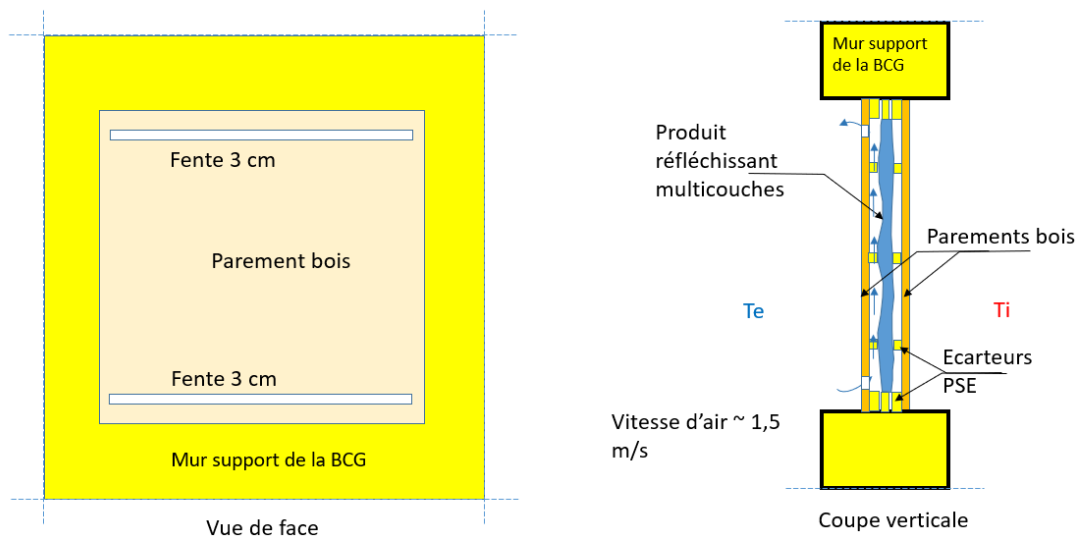 Fente 3 cm
Parement bois
Fente 3 cm
Mur support de la BCG
Vue de face
Mur support
de la BCG
Produit
réfléchissant
multicouches
Parements bois
Te
Ti
Ecarteurs
PSE
Vitesse d'air ~ 1,5
m/s
Coupe verticale